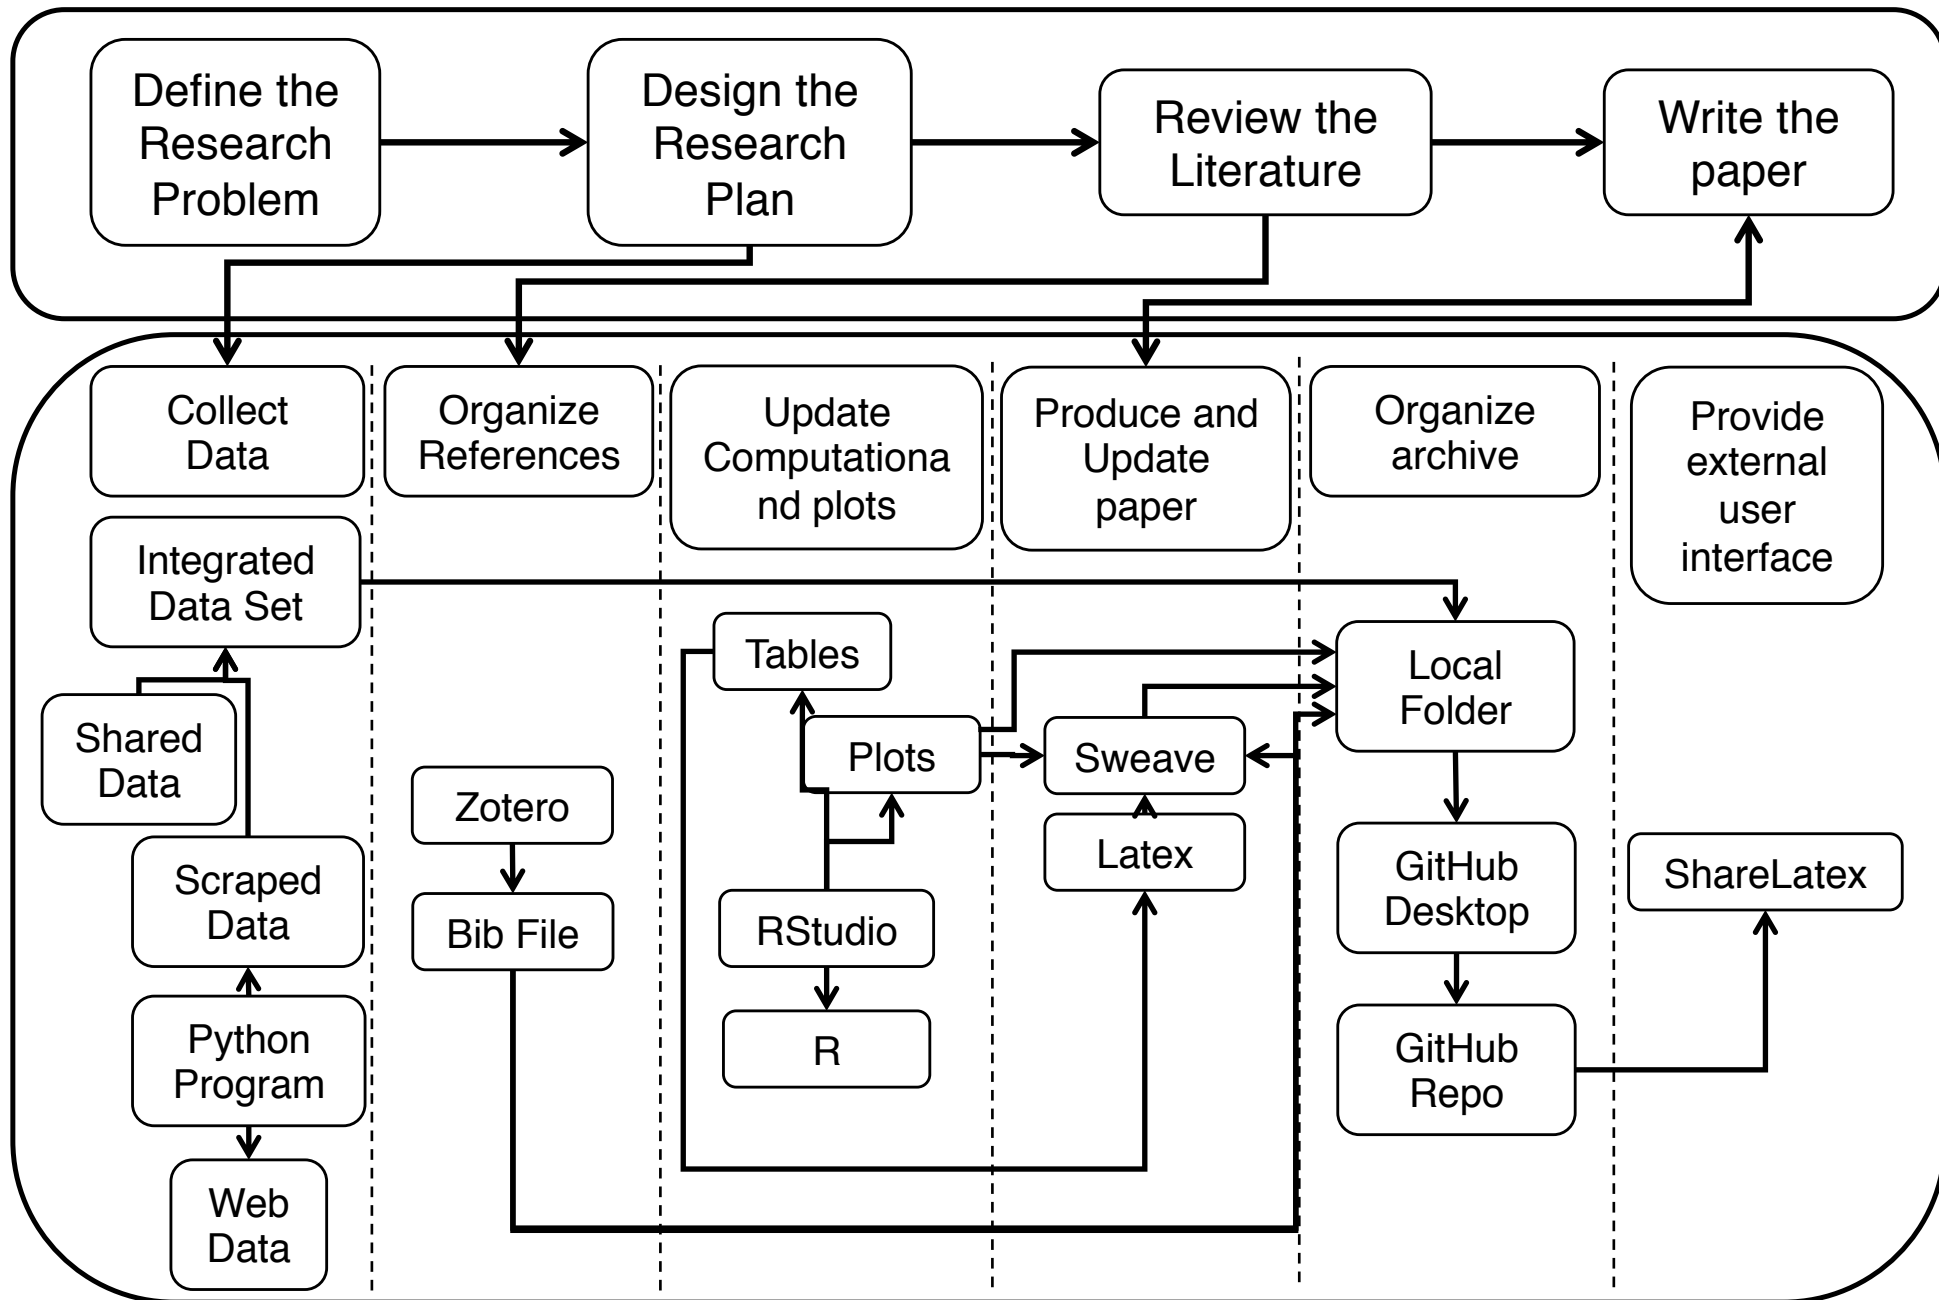 Define the
Research
Problem
Design the
Research
Plan
Review the
Literature
Write the
paper
Collect
Data
Organize
References
Update
Computationa
nd plots
Produce and
Update
paper
Organize
archive
Provide
external
user
interface
Integrated
Data Set
Shared
Data
Scraped
Data
Python
Program
Web
Data
Zotero
Bib File
Tables
Plots
RStudio
R
Sweave
Latex
Local
Folder
GitHub
Desktop
GitHub
Repo
ShareLatex